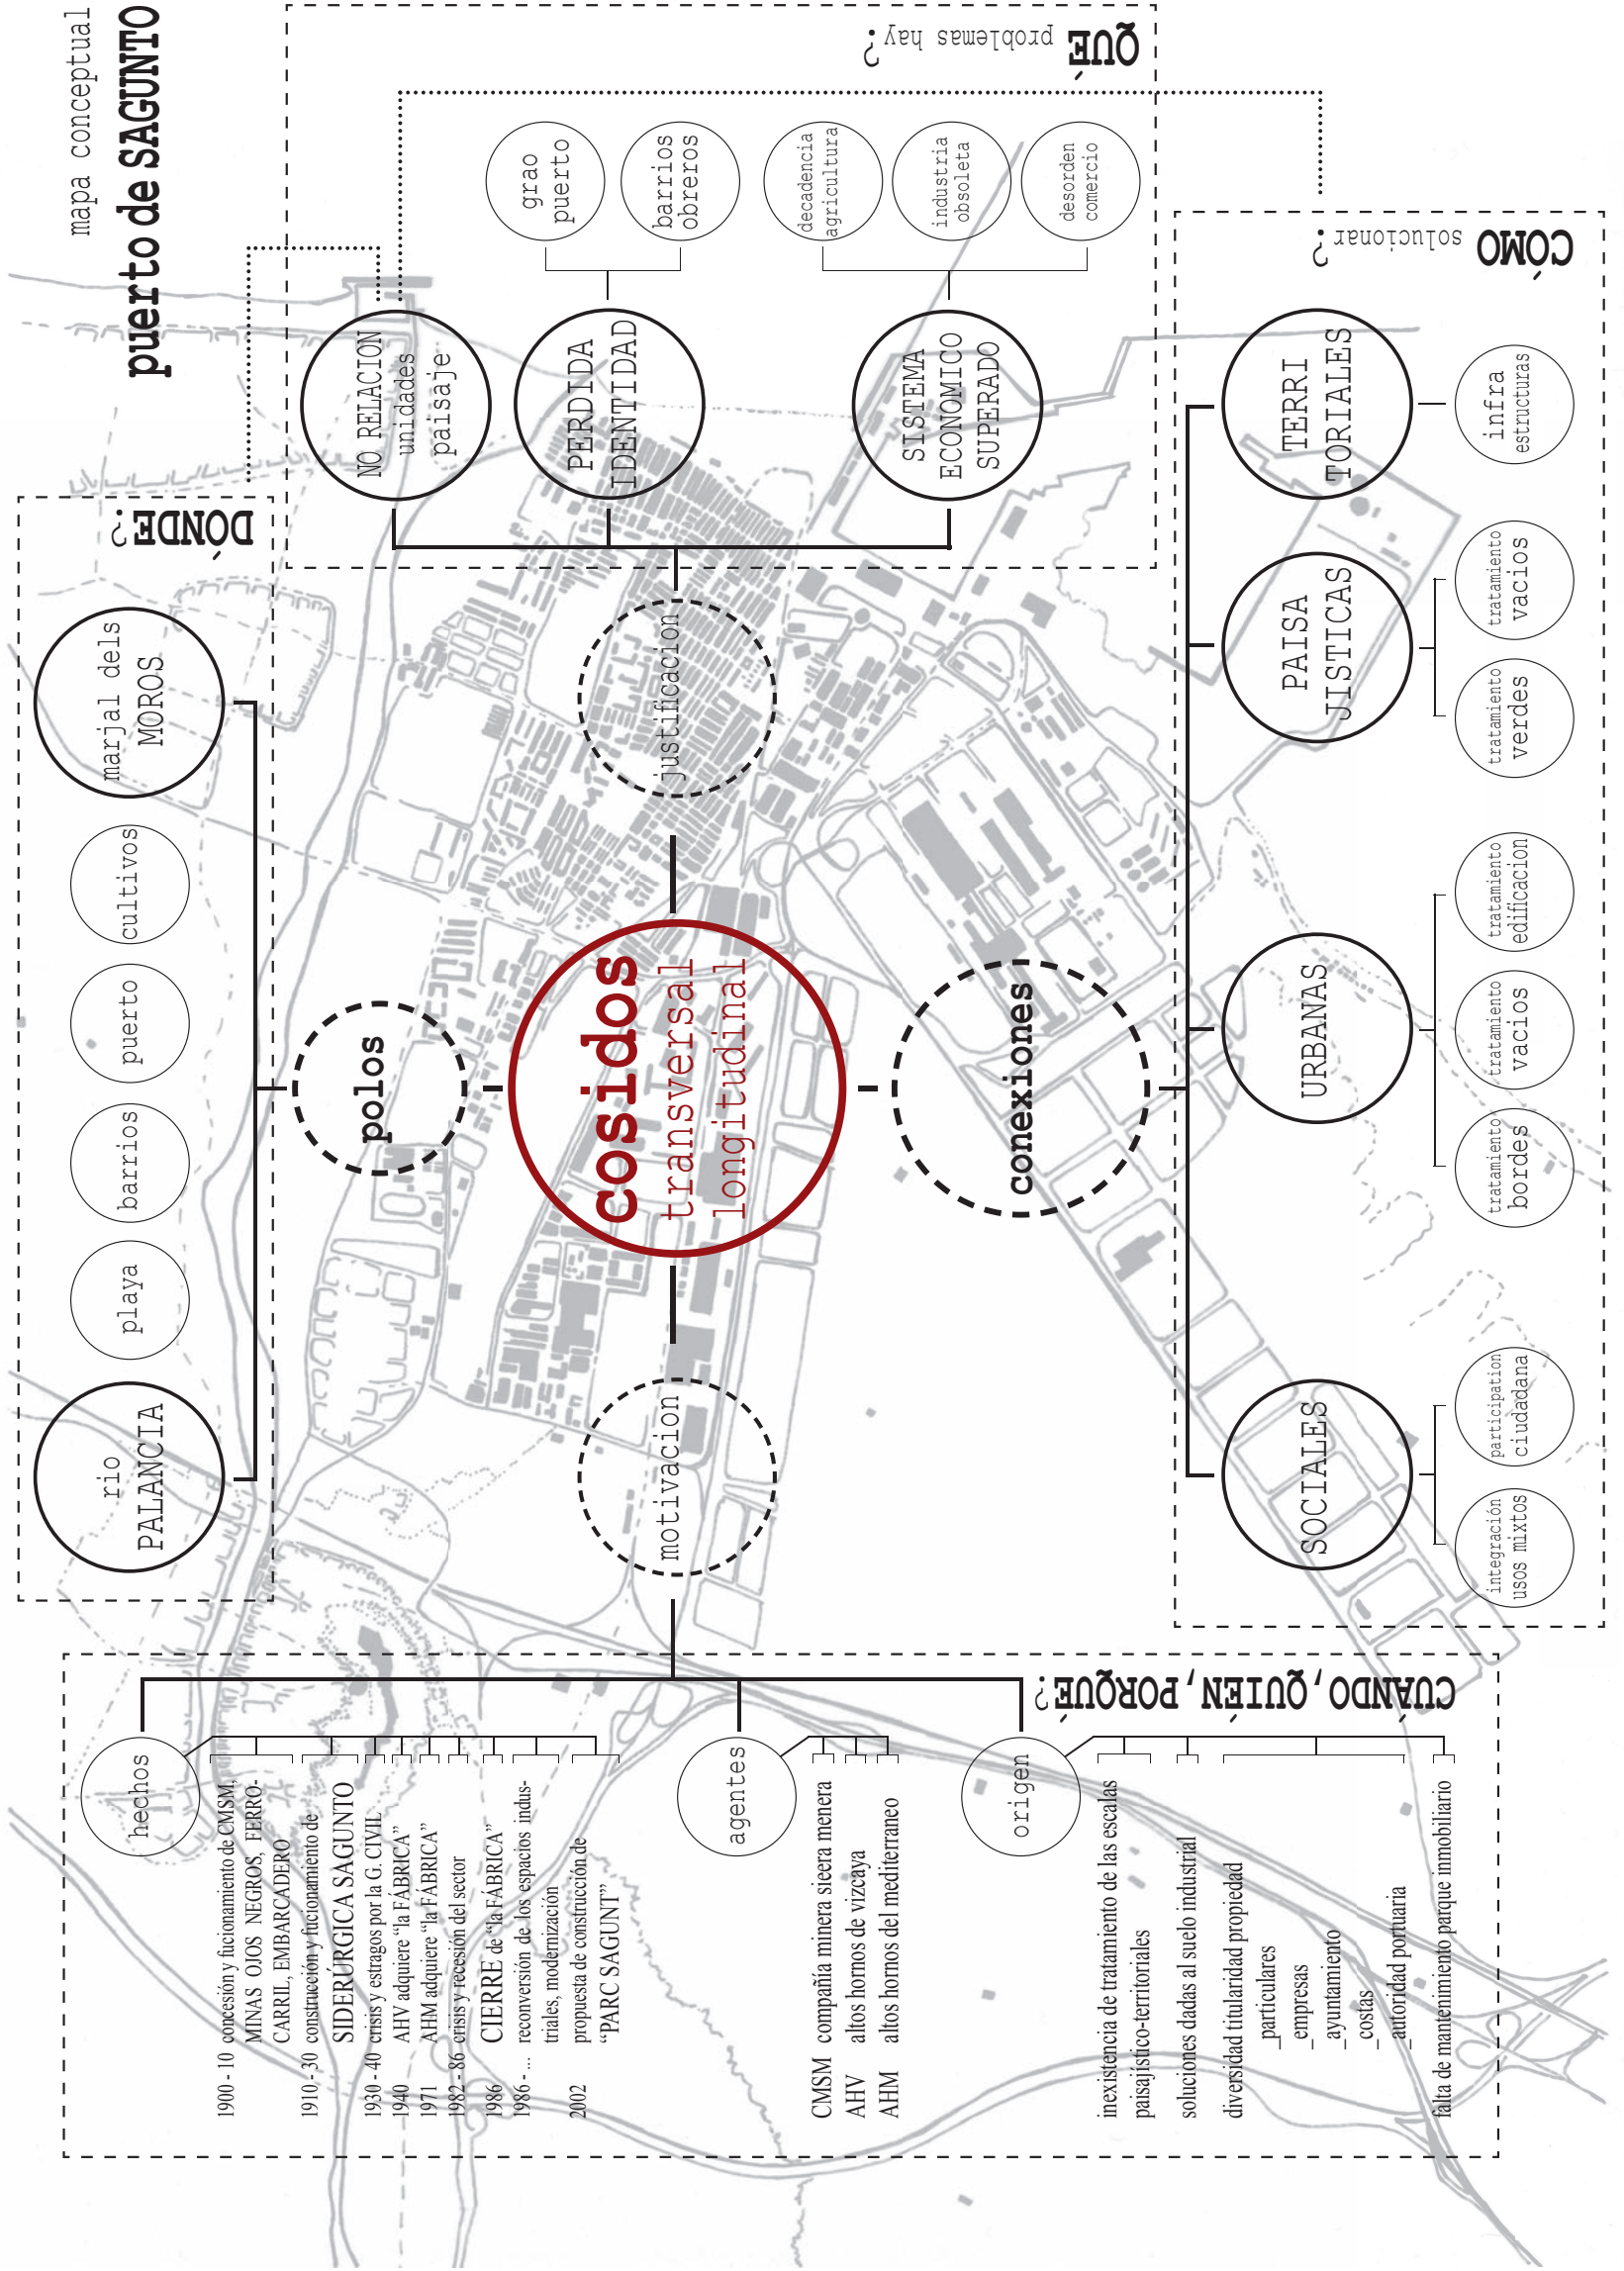 mapa conceptual
puerto de SAGUNTO
CUÁNDO, QUIÉN, PORQUÉ?
hechos
1900 - 10 concesión y fucionamiento de CMSM,
MINAS OJOS NEGROS, FERRO-
CARRIL, EMBARCADERO
1910 - 30 construcción y fucionamiento de
SIDERÚRGICA SAGUNTO
1930 - 40 crisis y estragos por la G. CIVIL
1940 AHV adquiere “la FÁBRICA”
1971 AHM adquiere “la FÁBRICA”
1982 - 86 crisis y recesión del sector
1986 CIERRE de “la FÁBRICA”
1986 - ... reconversión de los espacios indus-
triales, modernización
2002 propuesta de construcción de
“PARC SAGUNT”
agentes
CMSM compañía minera sieera menera
AHV altos hornos de vizcaya
AHM altos hornos del mediterraneo
origen
inexistencia de tratamiento de las escalas
paisajístico-territoriales
soluciones dadas al suelo industrial
diversidad titularidad propiedad
_particulares
_empresas
_ayuntamiento
_costas
_autoridad portuaria
falta de mantenimiento parque inmobiliario
DÓNDE?
rio
PALANCIA
playa
barrios
puerto
cultivos
marjal dels
MOROS
polos
motivacion
cosidos
transversal
longitudinal
justificacion
conexiones
QUÉ problemas hay?
NO RELACION
unidades
paisaje
PERDIDA
IDENTIDAD
grao
puerto
barrios
obreros
SISTEMA
ECONOMICO
SUPERADO
decadencia
agricultura
industria
obsoleta
desorden
comercio
CÓMO solucionar?
SOCIALES
integración
usos mixtos
participation
ciudadana
URBANAS
tratamiento
bordes
tratamiento
vacios
tratamiento
edificacion
PAISA
JISTICAS
tratamiento
verdes
tratamiento
vacios
TERRI
TORIALES
infra
estructuras